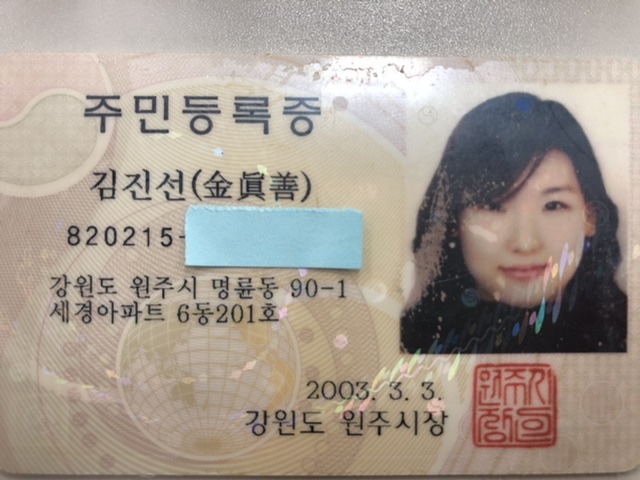 주민등록증
김진선(金眞善)
820215-
강원도 원주시 명륜동 90-1
세경아파트 6동201호
2003. 3. 3.
강원도 원주시장